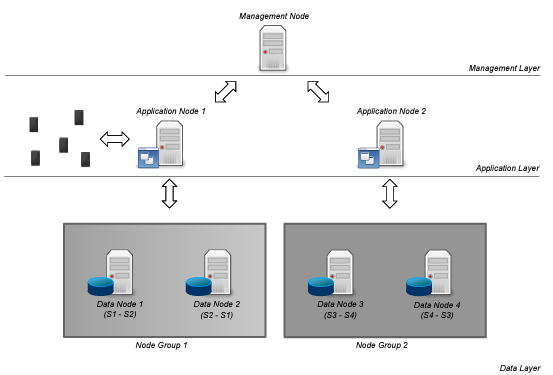 Management Node
Management Layer
Application Node 1
Application Node 2
Application Layer
Data Node 1
(S1 - S2)
Data Node 2
(S2 - S1)
Data Node 3
(S3 - S4)
Data Node 4
(S4 - S3)
Node Group 1
Node Group 2
Data Layer